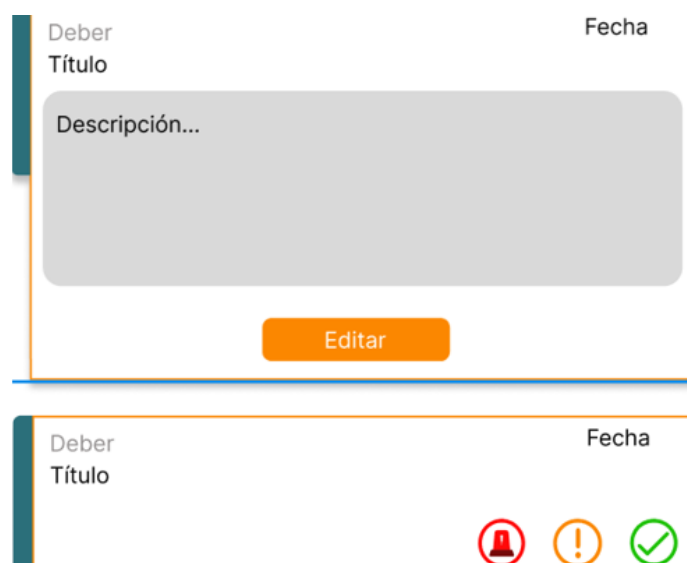 Deber
Fecha
Título
Descripción...
Editar
Deber
Fecha
Título